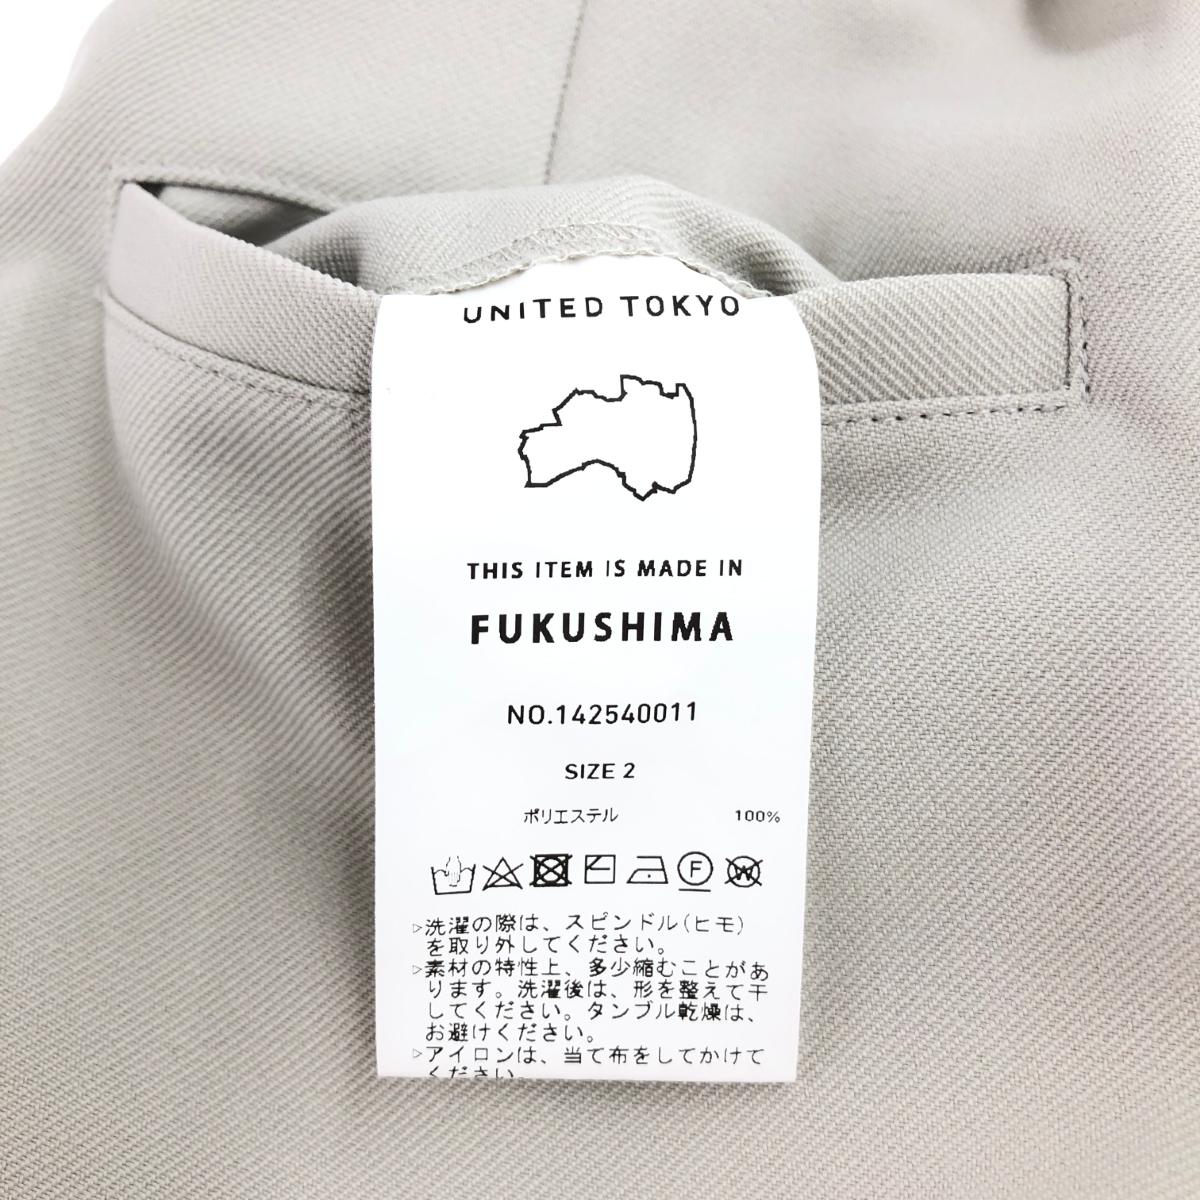 UNITED TOKYO
THIS ITEM IS MADE IN
FUKUSHIMA
NO.142540011
SIZE 2
ポリエステル 100%
F
W
▷洗濯の際は、スピンドル(ヒモ)
を取り外してください。
▷素材の特性上、多少縮むことがあ
ります。洗濯後は、形を整えて干
してください。タンブル乾燥は、
お避けください。
▷アイロンは、当て布をしてかけて
ください。